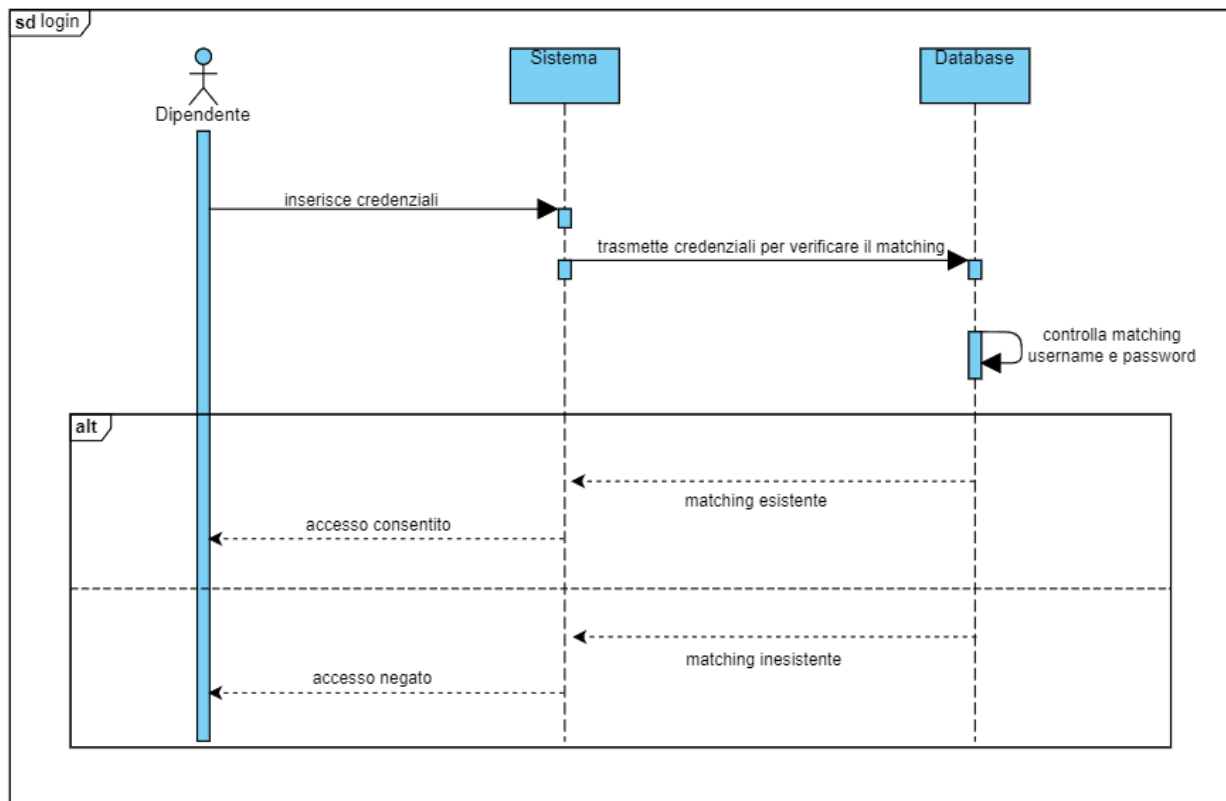 sd login
Sistema
Database
Dipendente
inserisce credenziali
trasmette credenziali per verificare il matching
controlla matching
username e password
alt
matching esistente
accesso consentito
matching inesistente
accesso negato